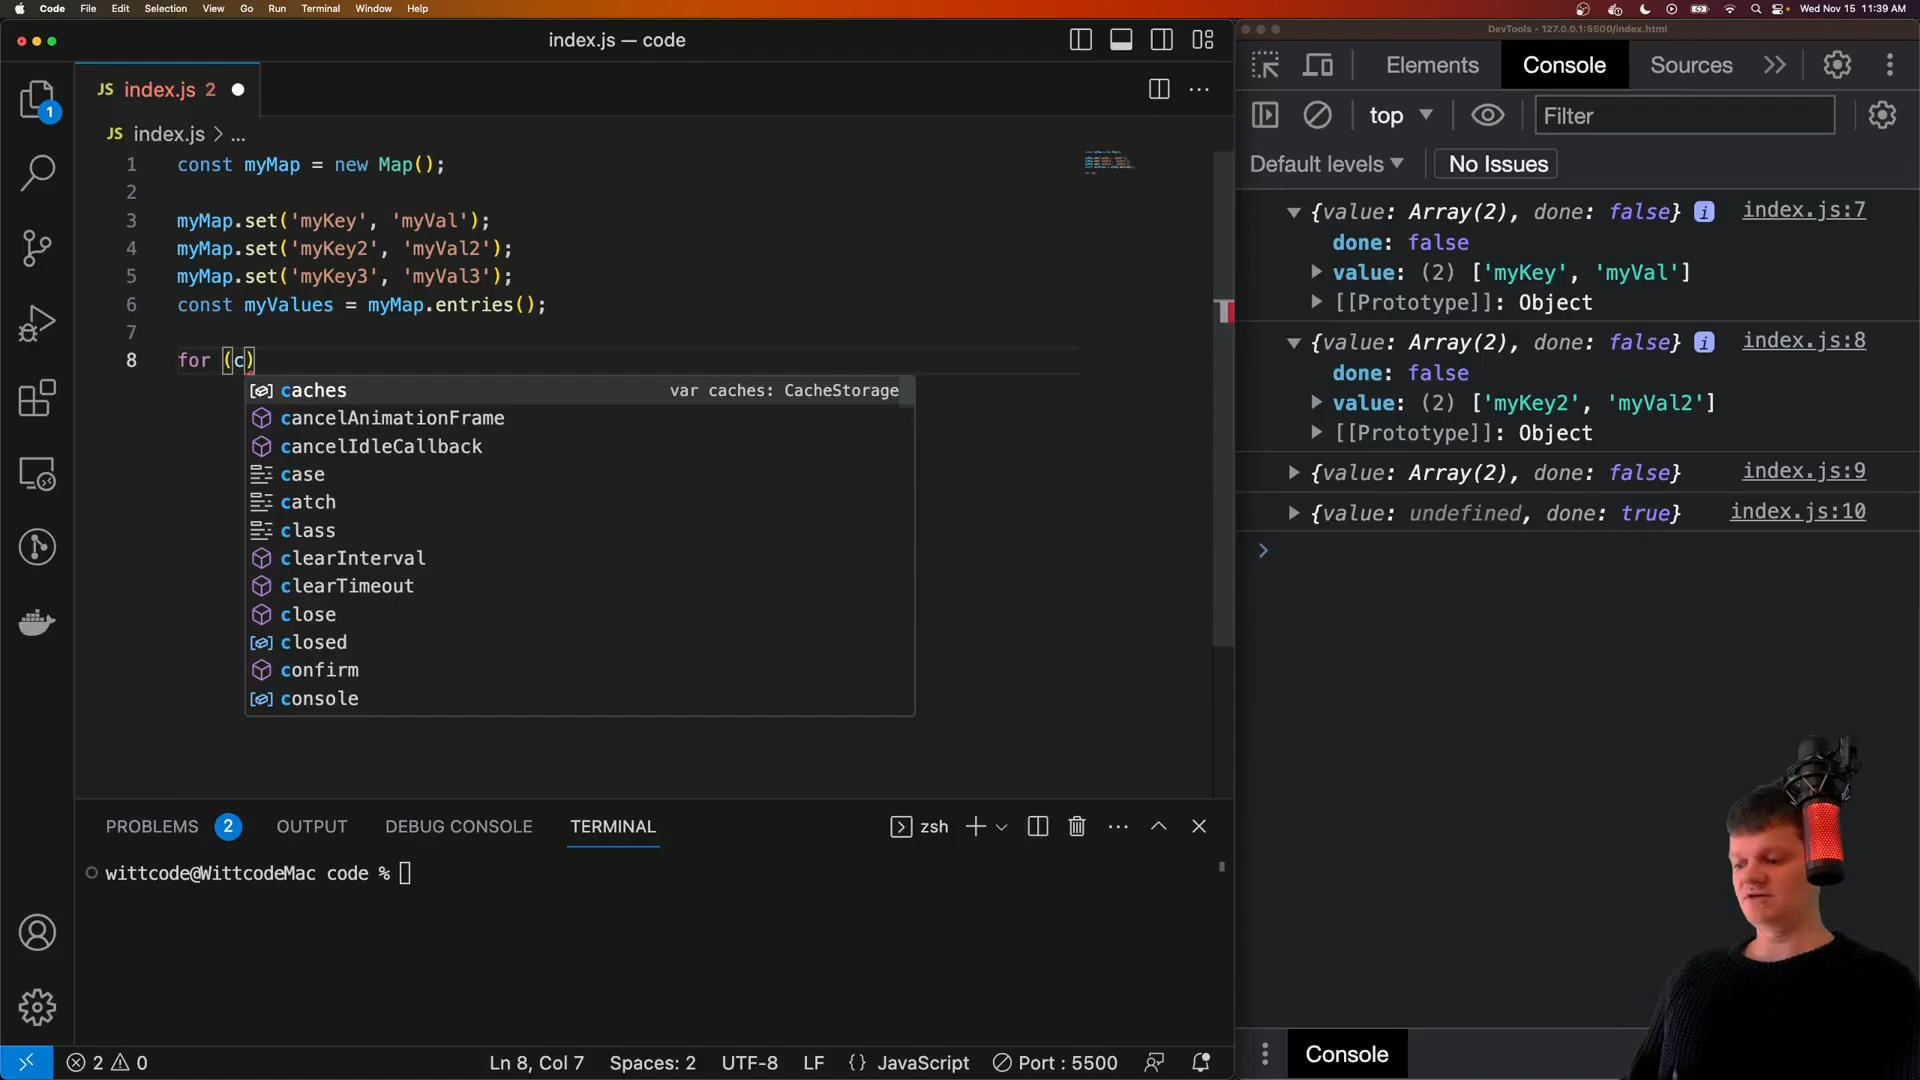 Code File Edit Selection View Go Run Terminal Window Help Wed Nov 15 11:39 AM
index.js — code
DevTools - 127.0.0.1:5500/index.html
Elements Console Sources
JS index.js 2
1
top Filter
JS index.js > ...
Default levels No Issues
1 const myMap = new Map();
2
3 myMap.set('myKey', 'myVal');
4 myMap.set('myKey2', 'myVal2');
5 myMap.set('myKey3', 'myVal3');
6 const myValues = myMap.entries();
7
8 for (c)
caches var caches: CacheStorage
cancelAnimationFrame
cancelIdleCallback
case
catch
class
clearInterval
clearTimeout
close
closed
confirm
console
{value: Array(2), done: false} i index.js:7
done: false
value: (2) ['myKey', 'myVal']
[[Prototype]]: Object
{value: Array(2), done: false} i index.js:8
done: false
value: (2) ['myKey2', 'myVal2']
[[Prototype]]: Object
{value: Array(2), done: false} index.js:9
{value: undefined, done: true} index.js:10
>
PROBLEMS 2 OUTPUT DEBUG CONSOLE TERMINAL zsh
wittcode@WittcodeMac code %
2 0 Ln 8, Col 7 Spaces: 2 UTF-8 LF {} JavaScript Port : 5500
Console